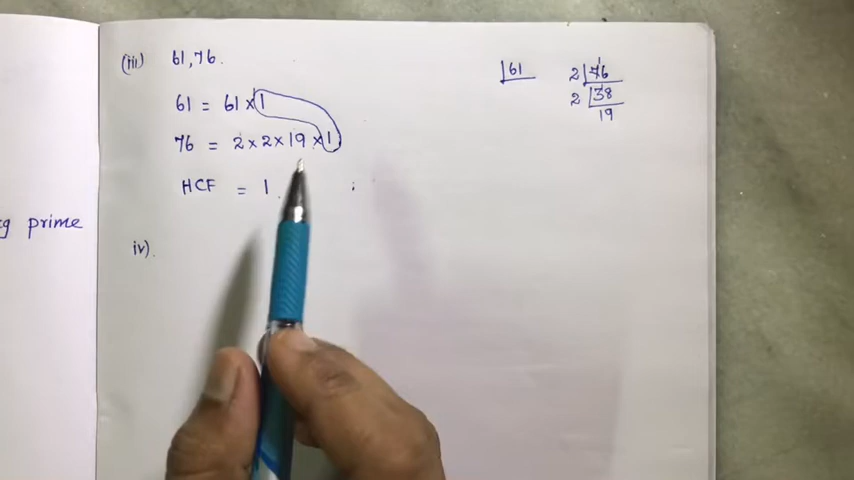 (iii) 61,76.
61 = 61 × 1
76 = 2 × 2 × 19 × 1
HCF = 1.
iv).
prime
61
2 76
2 38
19